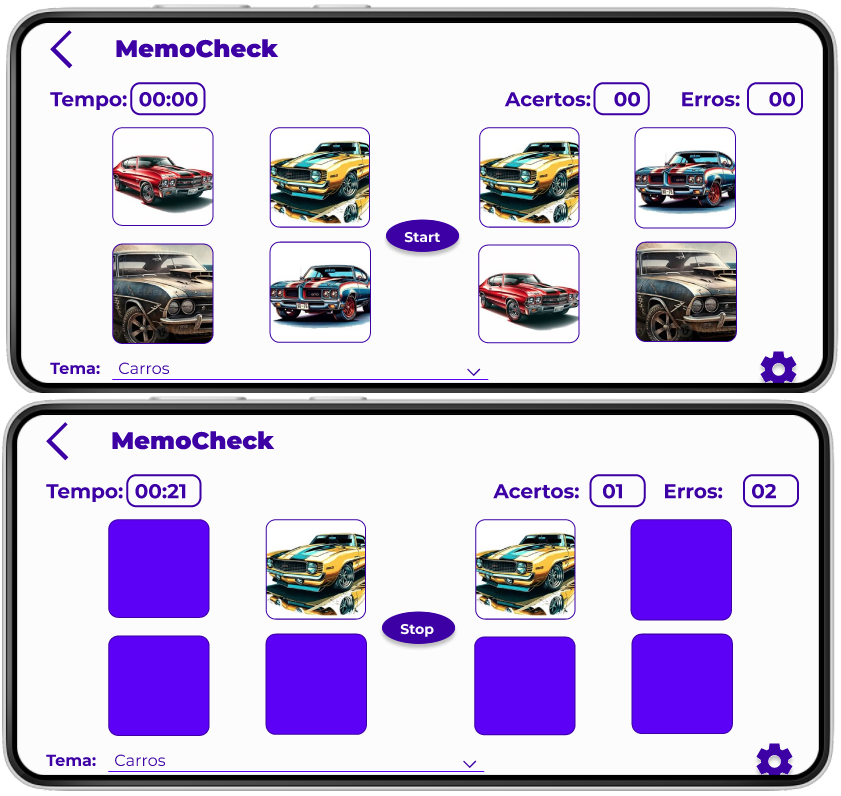 MemoCheck
Tempo: 00:00 Acertos: 00 Erros: 00
Start
Tema: Carros
MemoCheck
Tempo: 00:21 Acertos: 01 Erros: 02
Stop
Tema: Carros